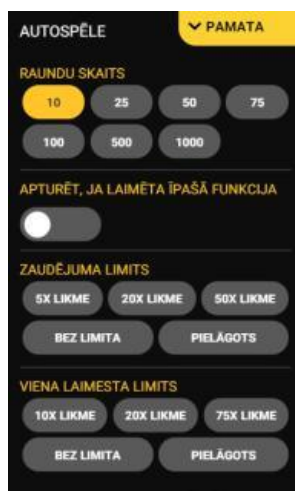 AUTOSPĒLE PAMATA
RAUNDU SKAITS
10 25 50 75
100 500 1000
APTURĒT, JA LAIMĒTA ĪPAŠĀ FUNKCIJA
ZAUDĒJUMA LIMITS
5X LIKME 20X LIKME 50X LIKME
BEZ LIMITA PIELĀGOTS
VIENA LAIMESTA LIMITS
10X LIKME 20X LIKME 75X LIKME
BEZ LIMITA PIELĀGOTS